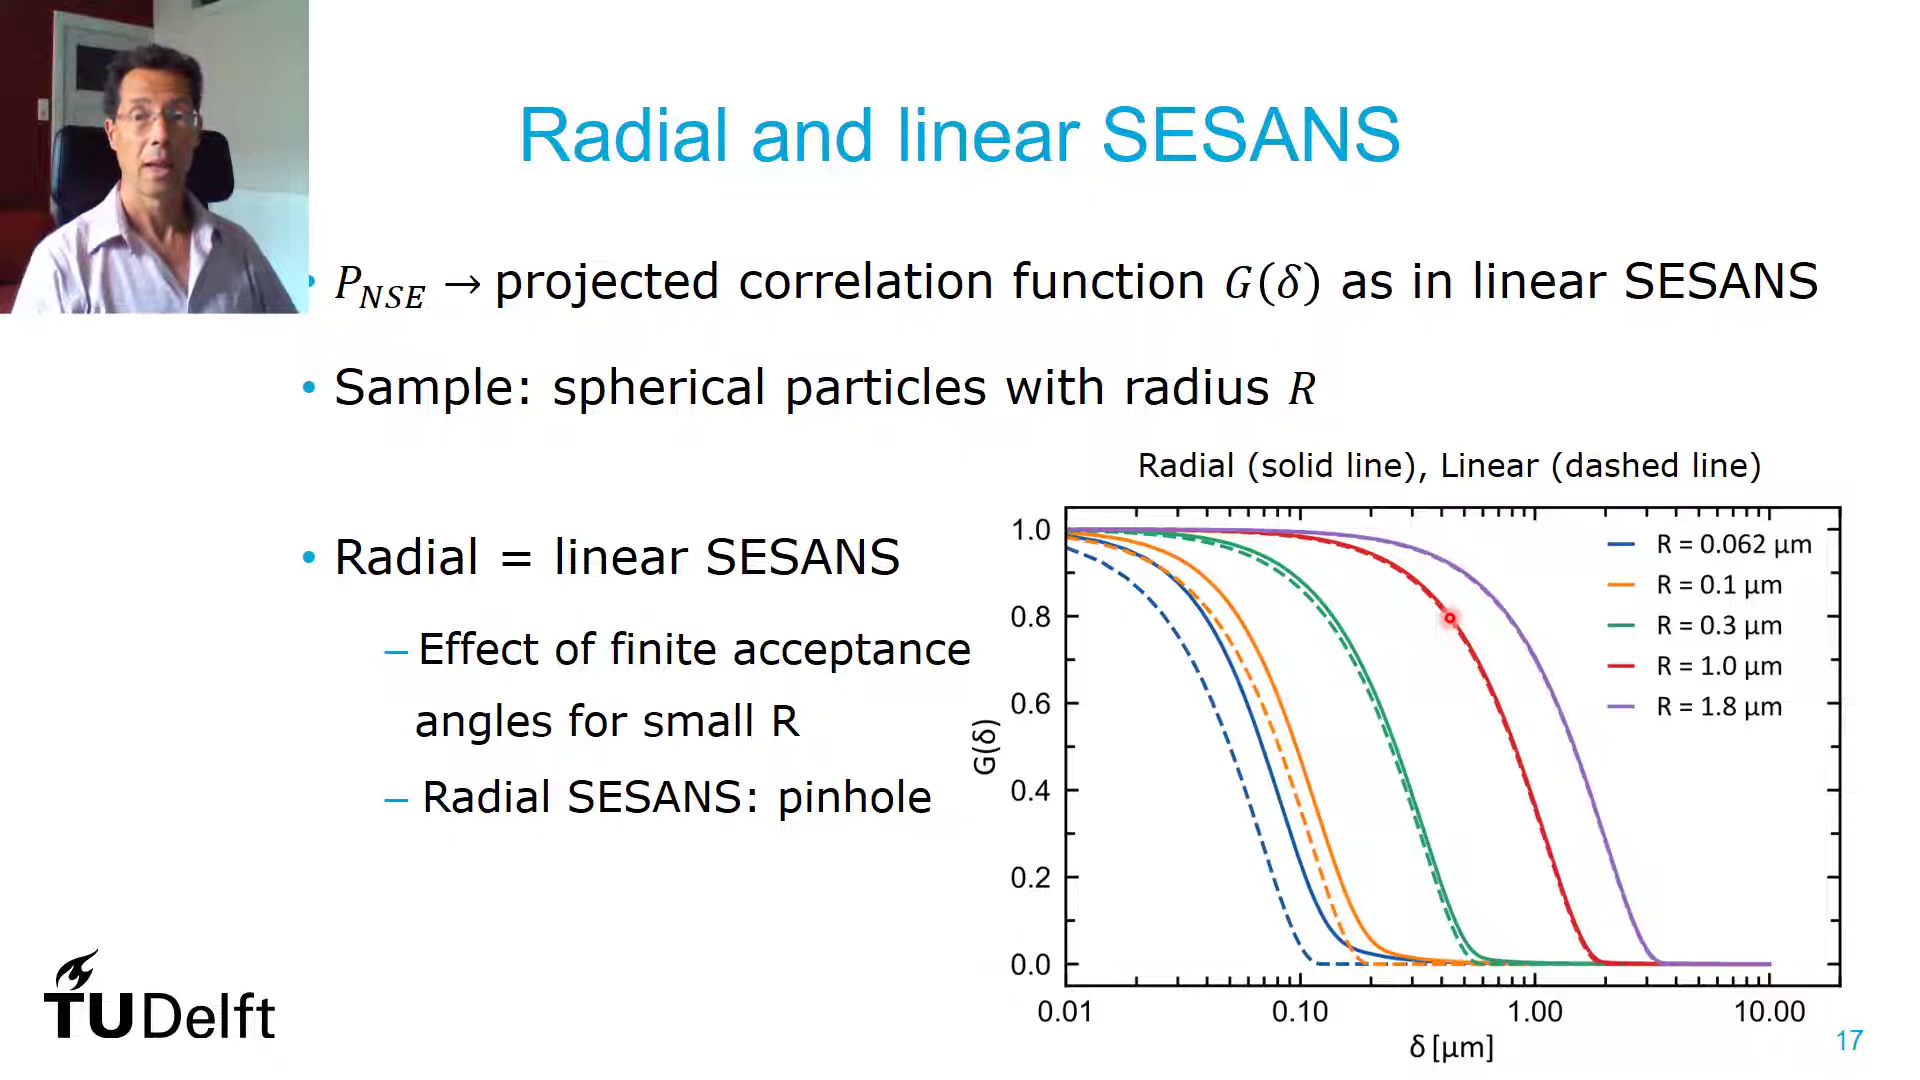 Radial and linear SESANS
• P_NSE → projected correlation function G(δ) as in linear SESANS
• Sample: spherical particles with radius R
Radial (solid line), Linear (dashed line)
• Radial = linear SESANS
– Effect of finite acceptance
angles for small R
– Radial SESANS: pinhole
G(δ)
1.0
0.8
0.6
0.4
0.2
0.0
0.01 0.10 1.00 10.00
δ [μm]
R = 0.062 μm
R = 0.1 μm
R = 0.3 μm
R = 1.0 μm
R = 1.8 μm
TUDelft
17